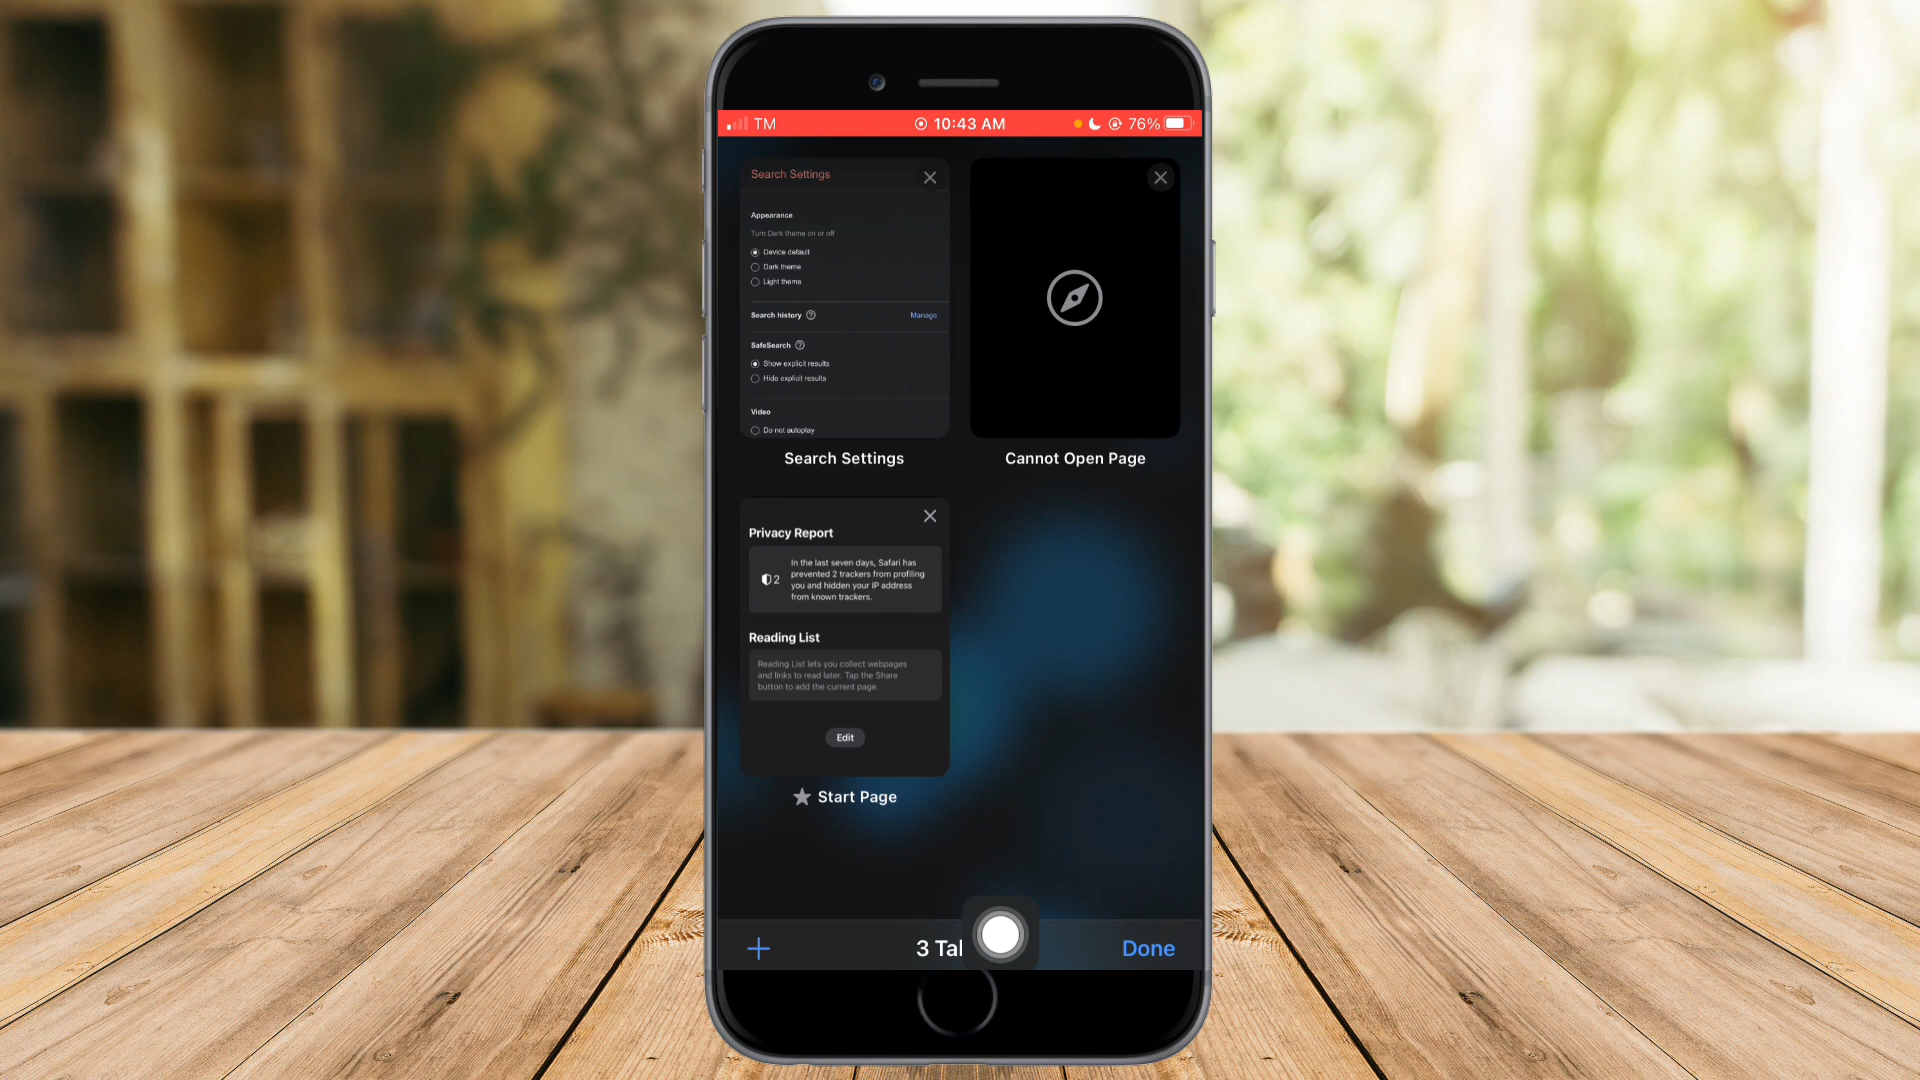 TM 10:43 AM 76%
Search Settings
Appearance
Turn Dark theme on or off
Device default
Dark theme
Light theme
Search history
Manage
SafeSearch
Show explicit results
Hide explicit results
Video
Do not autoplay
Search Settings
Cannot Open Page
Privacy Report
2
In the last seven days, Safari has
prevented 2 trackers from profiling
you and hidden your IP address
from known trackers.
Reading List
Reading List lets you collect webpages
and links to read later. Tap the Share
button to add the current page.
Edit
Start Page
3
Done